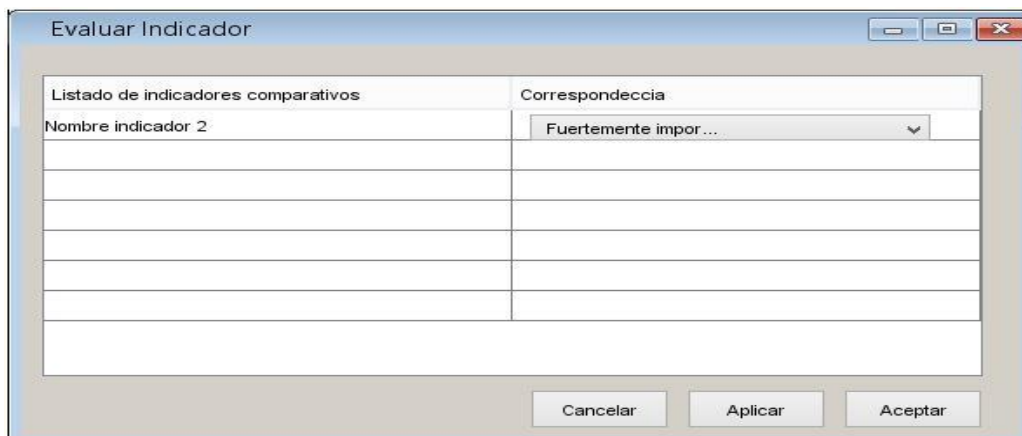 Evaluar Indicador
Listado de indicadores comparativos Correspondeccia
Nombre indicador 2 Fuertemente impor...
Cancelar Aplicar Aceptar